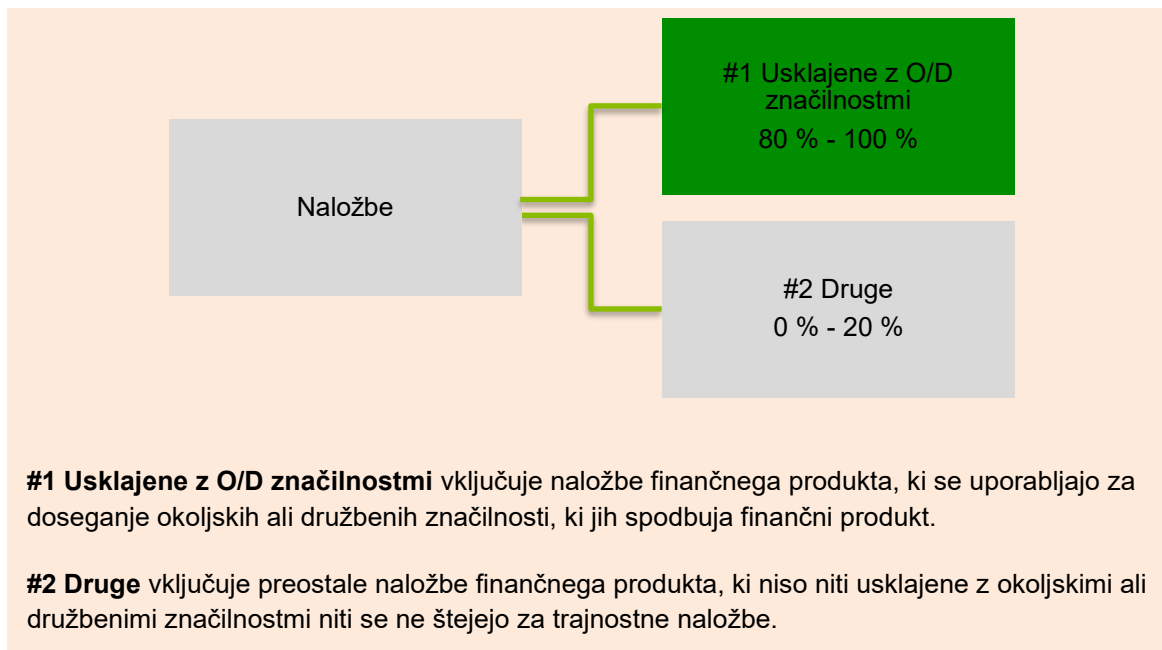 #1 Usklajene z O/D
značilnostmi
80 % - 100 %
Naložbe
#2 Druge
0 % - 20 %
#1 Usklajene z O/D značilnostmi vključuje naložbe finančnega produkta, ki se uporabljajo za
doseganje okoljskih ali družbenih značilnosti, ki jih spodbuja finančni produkt.
#2 Druge vključuje preostale naložbe finančnega produkta, ki niso niti usklajene z okoljskimi ali
družbenimi značilnostmi niti se ne štejejo za trajnostne naložbe.